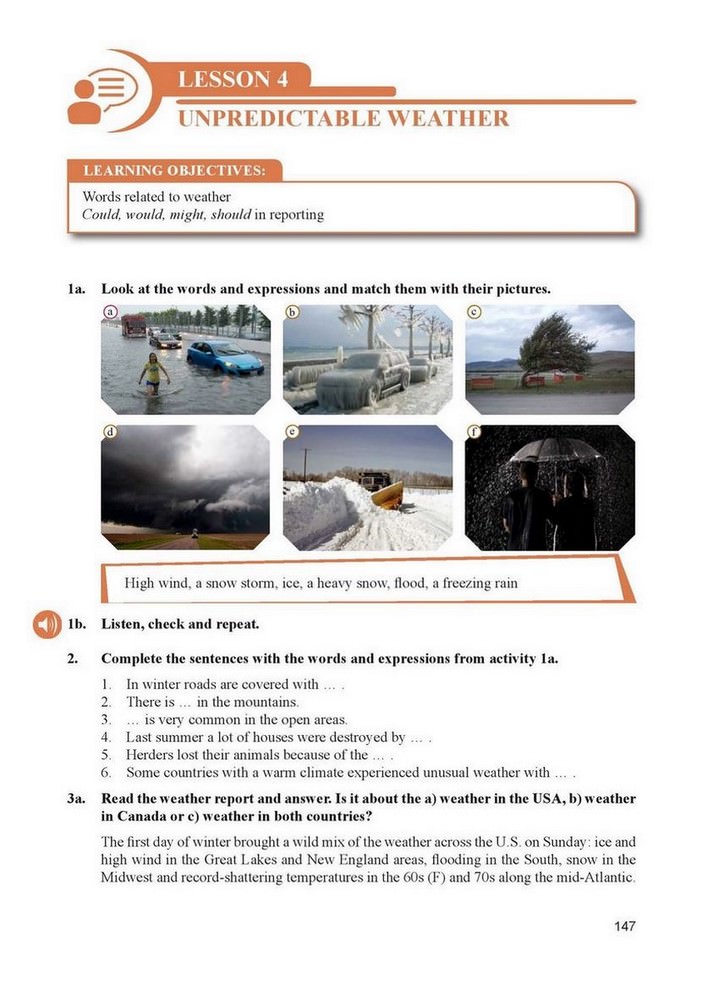 LESSON 4
UNPREDICTABLE WEATHER
LEARNING OBJECTIVES:
Words related to weather
Could, would, might, should in reporting
1a. Look at the words and expressions and match them with their pictures.
a b c
d e f
High wind, a snow storm, ice, a heavy snow, flood, a freezing rain
1b. Listen, check and repeat.
2. Complete the sentences with the words and expressions from activity 1a.
1. In winter roads are covered with … .
2. There is … in the mountains.
3. … is very common in the open areas.
4. Last summer a lot of houses were destroyed by … .
5. Herders lost their animals because of the … .
6. Some countries with a warm climate experienced unusual weather with … .
3a. Read the weather report and answer. Is it about the a) weather in the USA, b) weather
in Canada or c) weather in both countries?
The first day of winter brought a wild mix of the weather across the U.S. on Sunday: ice and
high wind in the Great Lakes and New England areas, flooding in the South, snow in the
Midwest and record-shattering temperatures in the 60s (F) and 70s along the mid-Atlantic.
147